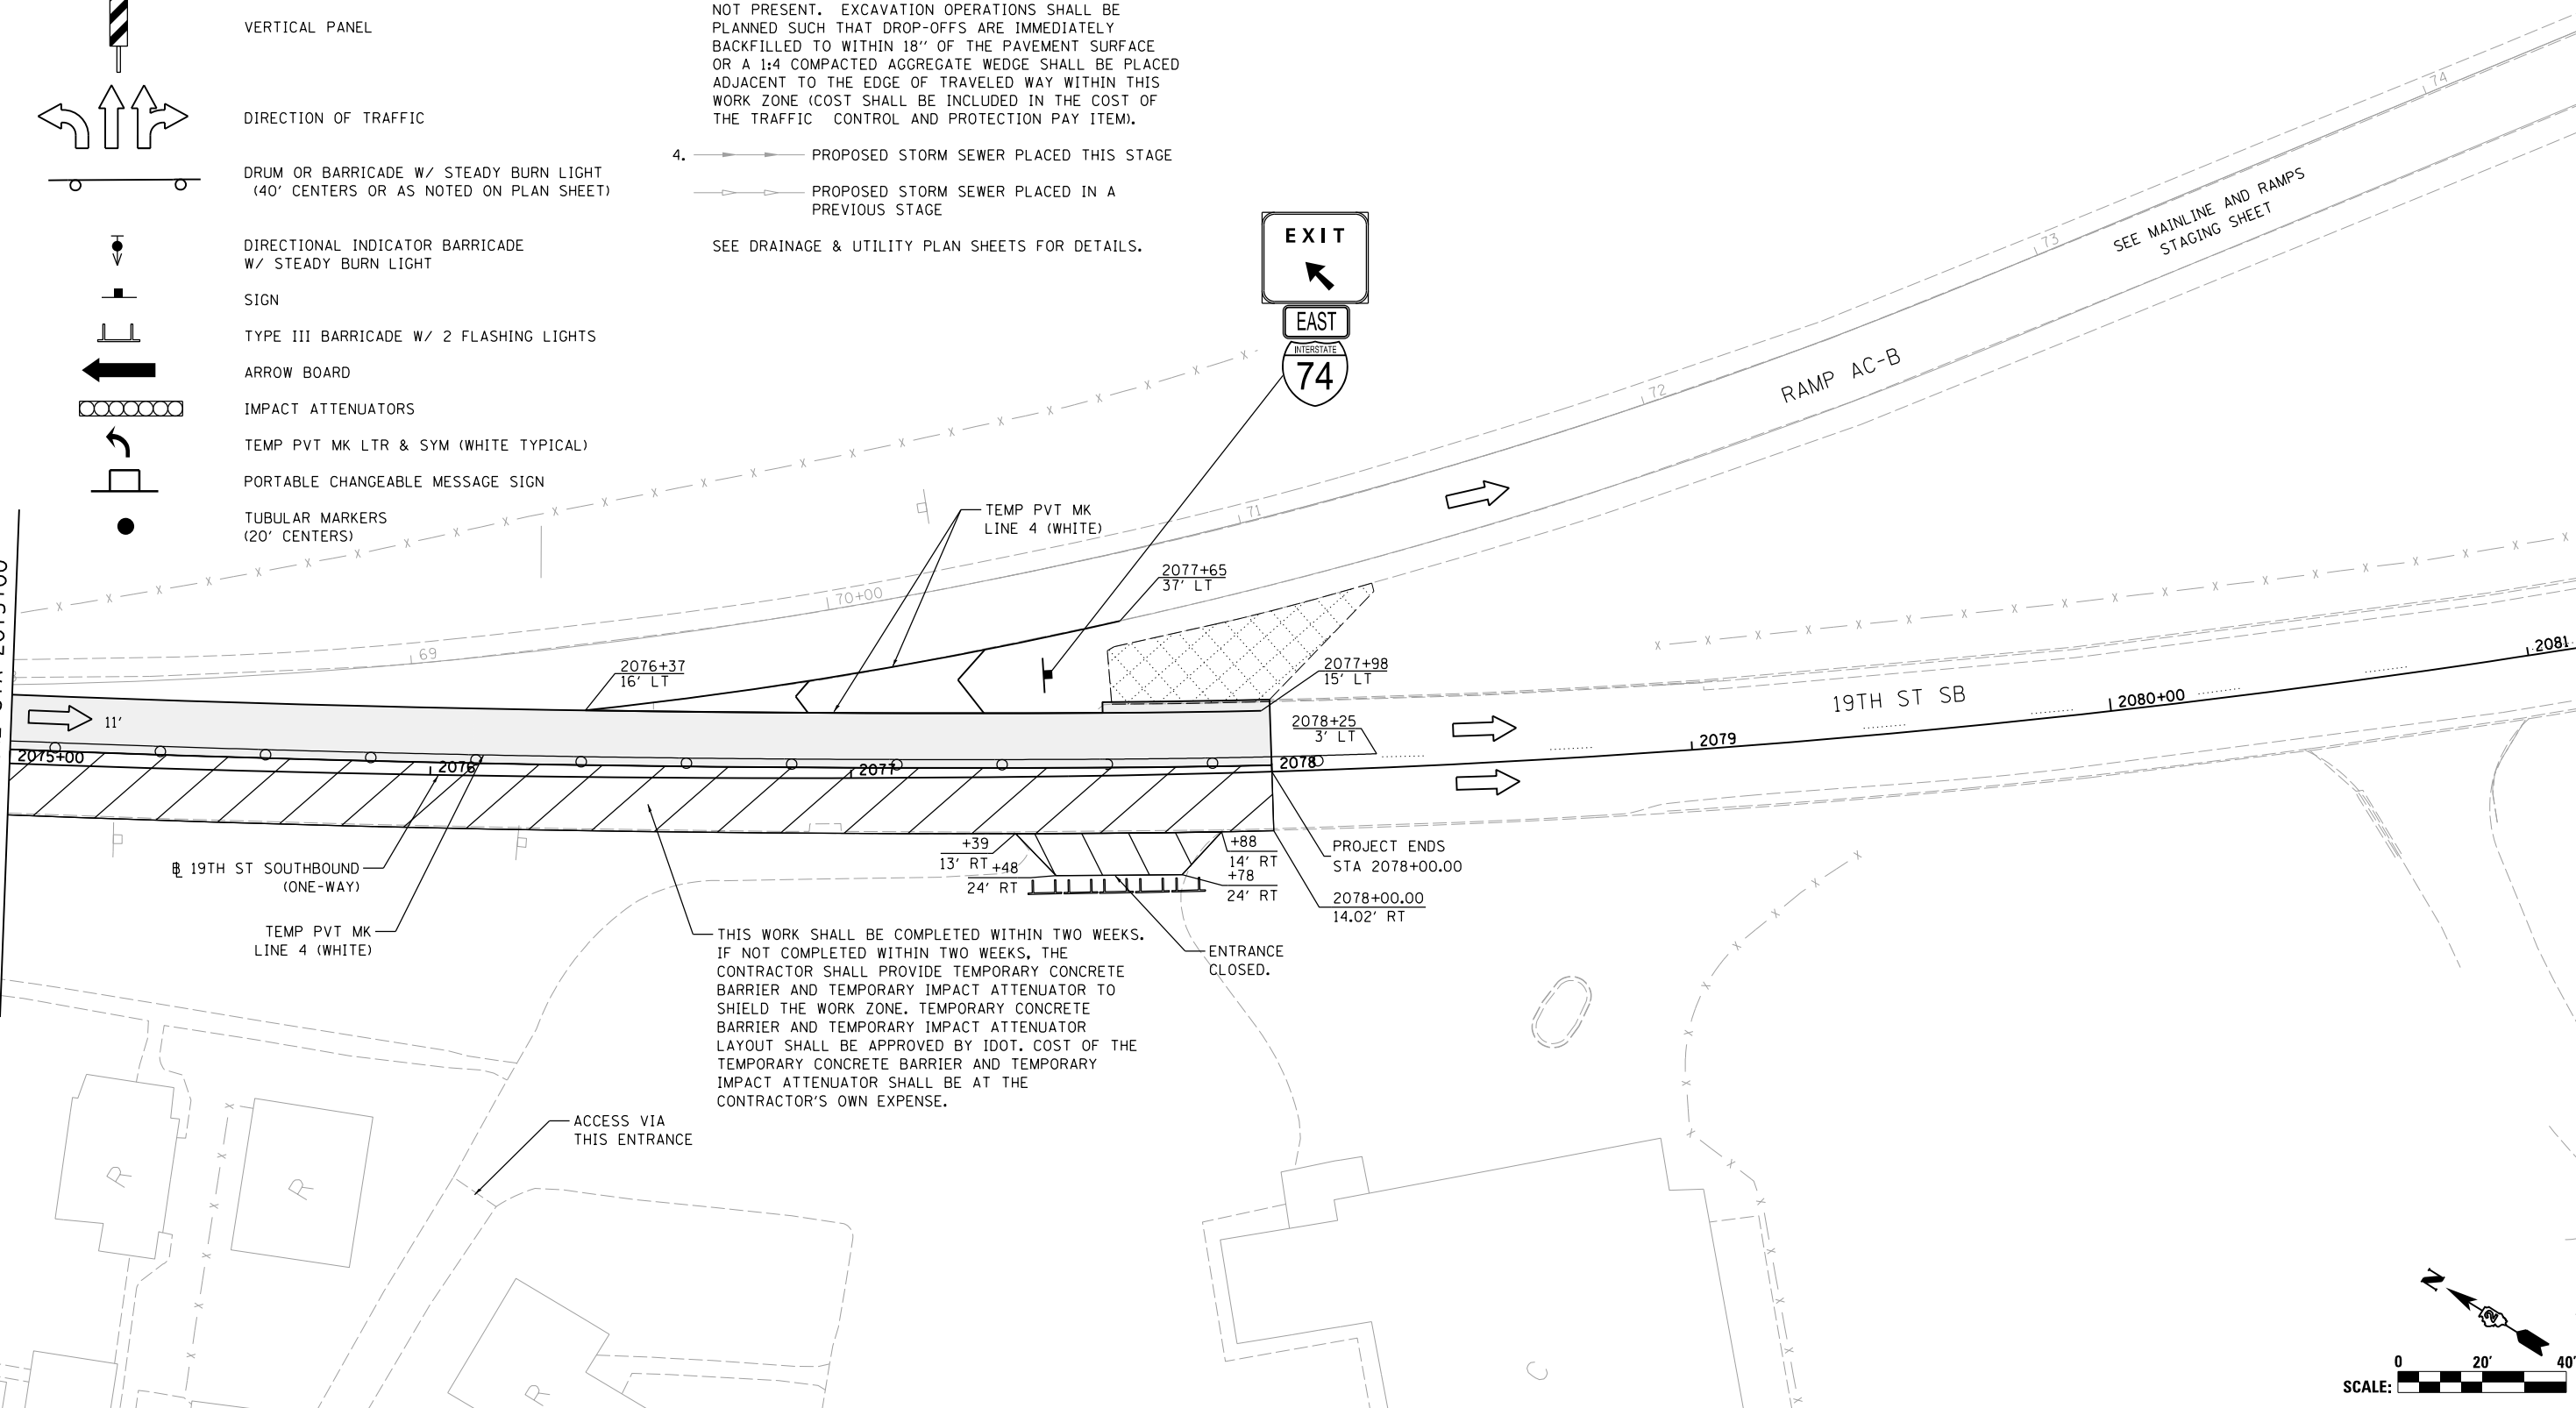 VERTICAL PANEL
DIRECTION OF TRAFFIC
DRUM OR BARRICADE W/ STEADY BURN LIGHT
(40' CENTERS OR AS NOTED ON PLAN SHEET)
DIRECTIONAL INDICATOR BARRICADE
W/ STEADY BURN LIGHT
SIGN
TYPE III BARRICADE W/ 2 FLASHING LIGHTS
ARROW BOARD
IMPACT ATTENUATORS
TEMP PVT MK LTR & SYM (WHITE TYPICAL)
PORTABLE CHANGEABLE MESSAGE SIGN
TUBULAR MARKERS
(20' CENTERS)
NOT PRESENT. EXCAVATION OPERATIONS SHALL BE
PLANNED SUCH THAT DROP-OFFS ARE IMMEDIATELY
BACKFILLED TO WITHIN 18" OF THE PAVEMENT SURFACE
OR A 1:4 COMPACTED AGGREGATE WEDGE SHALL BE PLACED
ADJACENT TO THE EDGE OF TRAVELED WAY WITHIN THIS
WORK ZONE (COST SHALL BE INCLUDED IN THE COST OF
THE TRAFFIC CONTROL AND PROTECTION PAY ITEM).
4. PROPOSED STORM SEWER PLACED THIS STAGE
PROPOSED STORM SEWER PLACED IN A
PREVIOUS STAGE
SEE DRAINAGE & UTILITY PLAN SHEETS FOR DETAILS.
EXIT
EAST
INTERSTATE
74
74
SEE MAINLINE AND RAMPS
STAGING SHEET
73
RAMP AC-B
72
71
70+00
69
TEMP PVT MK
LINE 4 (WHITE)
2077+65
37' LT
2076+37
16' LT
2077+98
15' LT
2078+25
3' LT
11'
2075+00
2076
2077
2078
2079
2080+00
2081
19TH ST SB
+39
13' RT
+48
24' RT
+88
14' RT
+78
24' RT
PROJECT ENDS
STA 2078+00.00
2078+00.00
14.02' RT
℄ 19TH ST SOUTHBOUND
(ONE-WAY)
TEMP PVT MK
LINE 4 (WHITE)
THIS WORK SHALL BE COMPLETED WITHIN TWO WEEKS.
IF NOT COMPLETED WITHIN TWO WEEKS, THE
CONTRACTOR SHALL PROVIDE TEMPORARY CONCRETE
BARRIER AND TEMPORARY IMPACT ATTENUATOR TO
SHIELD THE WORK ZONE. TEMPORARY CONCRETE
BARRIER AND TEMPORARY IMPACT ATTENUATOR
LAYOUT SHALL BE APPROVED BY IDOT. COST OF THE
TEMPORARY CONCRETE BARRIER AND TEMPORARY
IMPACT ATTENUATOR SHALL BE AT THE
CONTRACTOR'S OWN EXPENSE.
ENTRANCE
CLOSED.
ACCESS VIA
THIS ENTRANCE
R
R
R
C
N
SCALE:
0 20' 40'